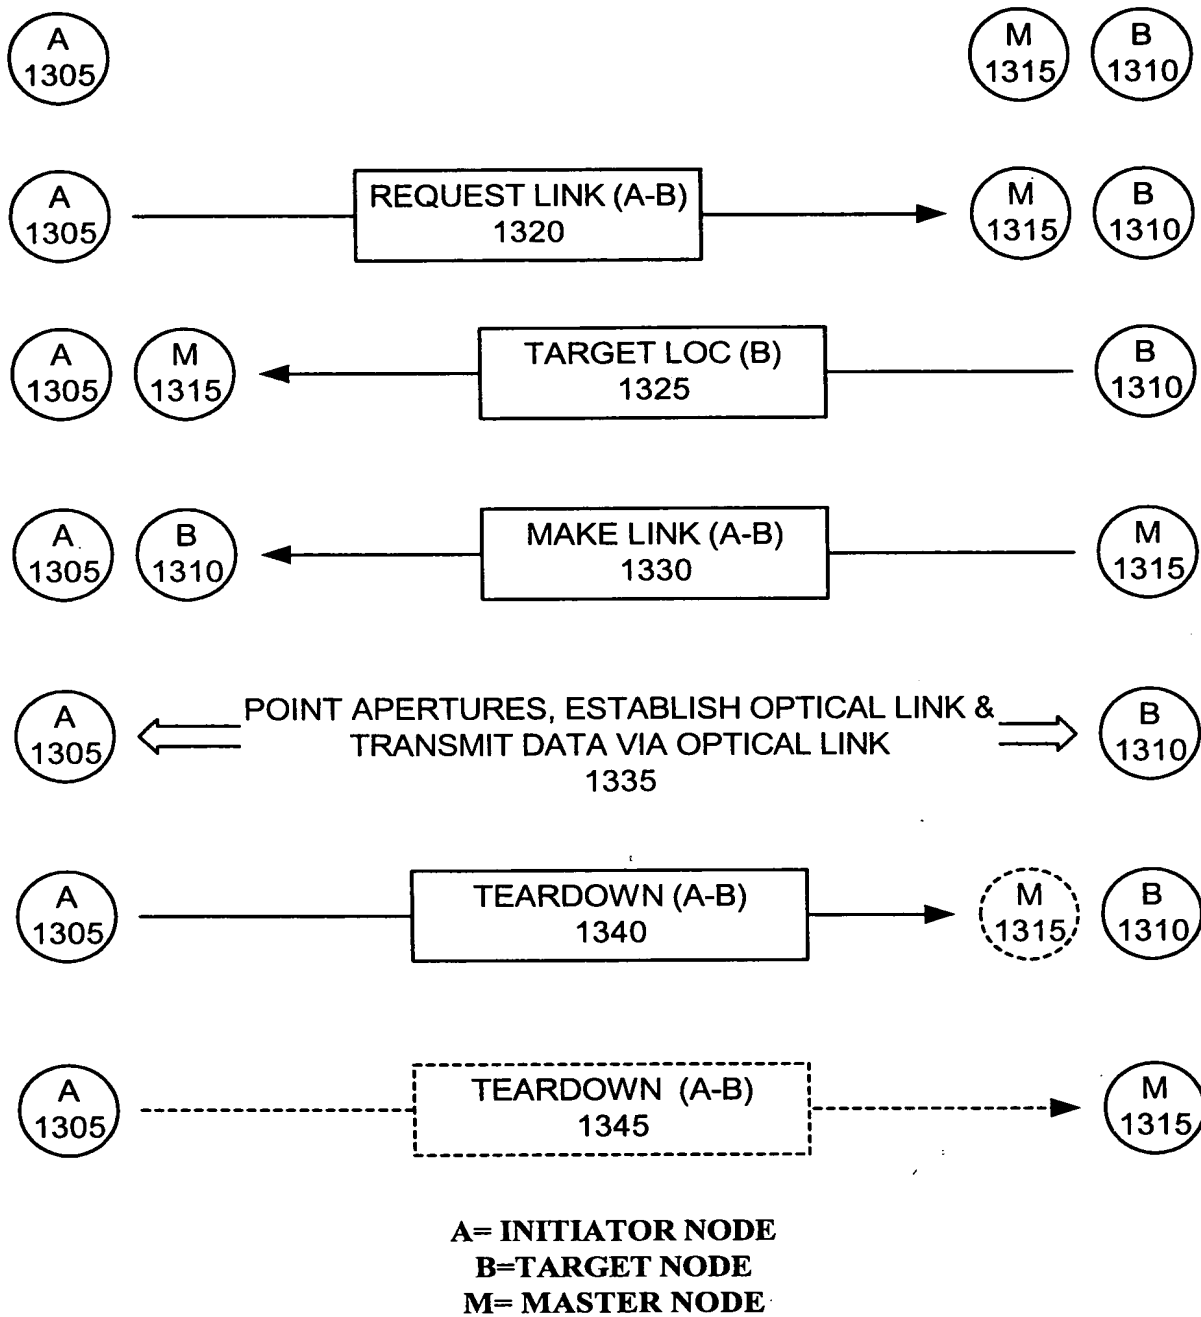 A
1305
M
1315
B
1310
A
1305
REQUEST LINK (A-B)
1320
M
1315
B
1310
A
1305
M
1315
TARGET LOC (B)
1325
B
1310
A
1305
B
1310
MAKE LINK (A-B)
1330
M
1315
A
1305
POINT APERTURES, ESTABLISH OPTICAL LINK &
TRANSMIT DATA VIA OPTICAL LINK
1335
B
1310
A
1305
TEARDOWN (A-B)
1340
M
1315
B
1310
A
1305
TEARDOWN (A-B)
1345
M
1315
A= INITIATOR NODE
B=TARGET NODE
M= MASTER NODE